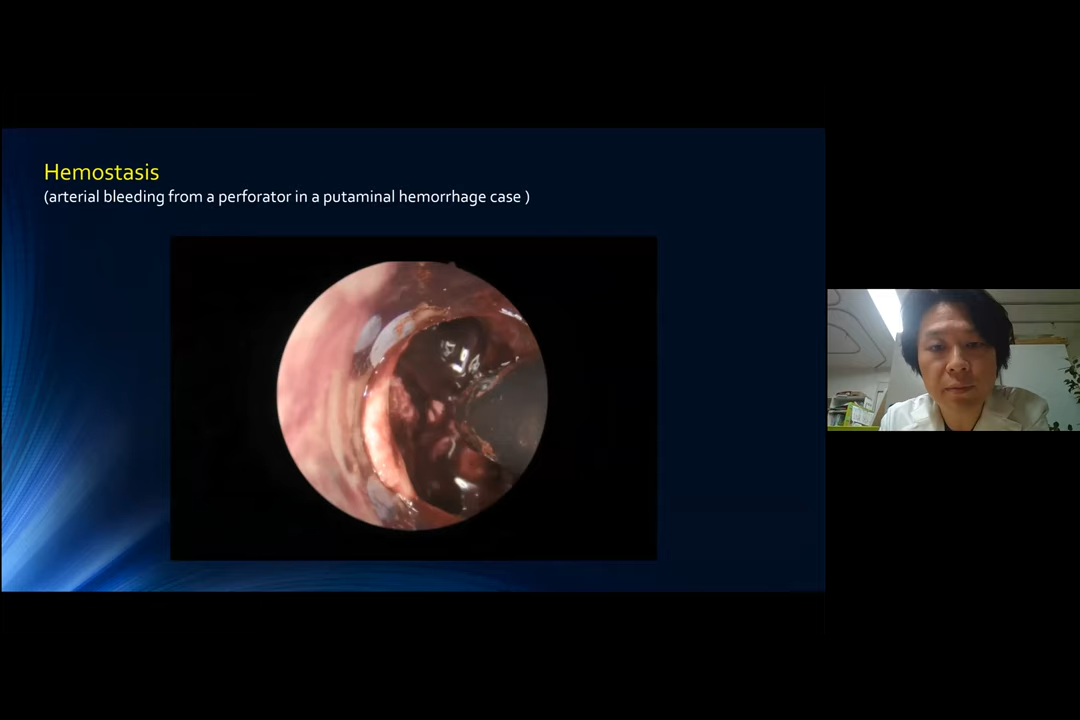 Hemostasis
(arterial bleeding from a perforator in a putaminal hemorrhage case )